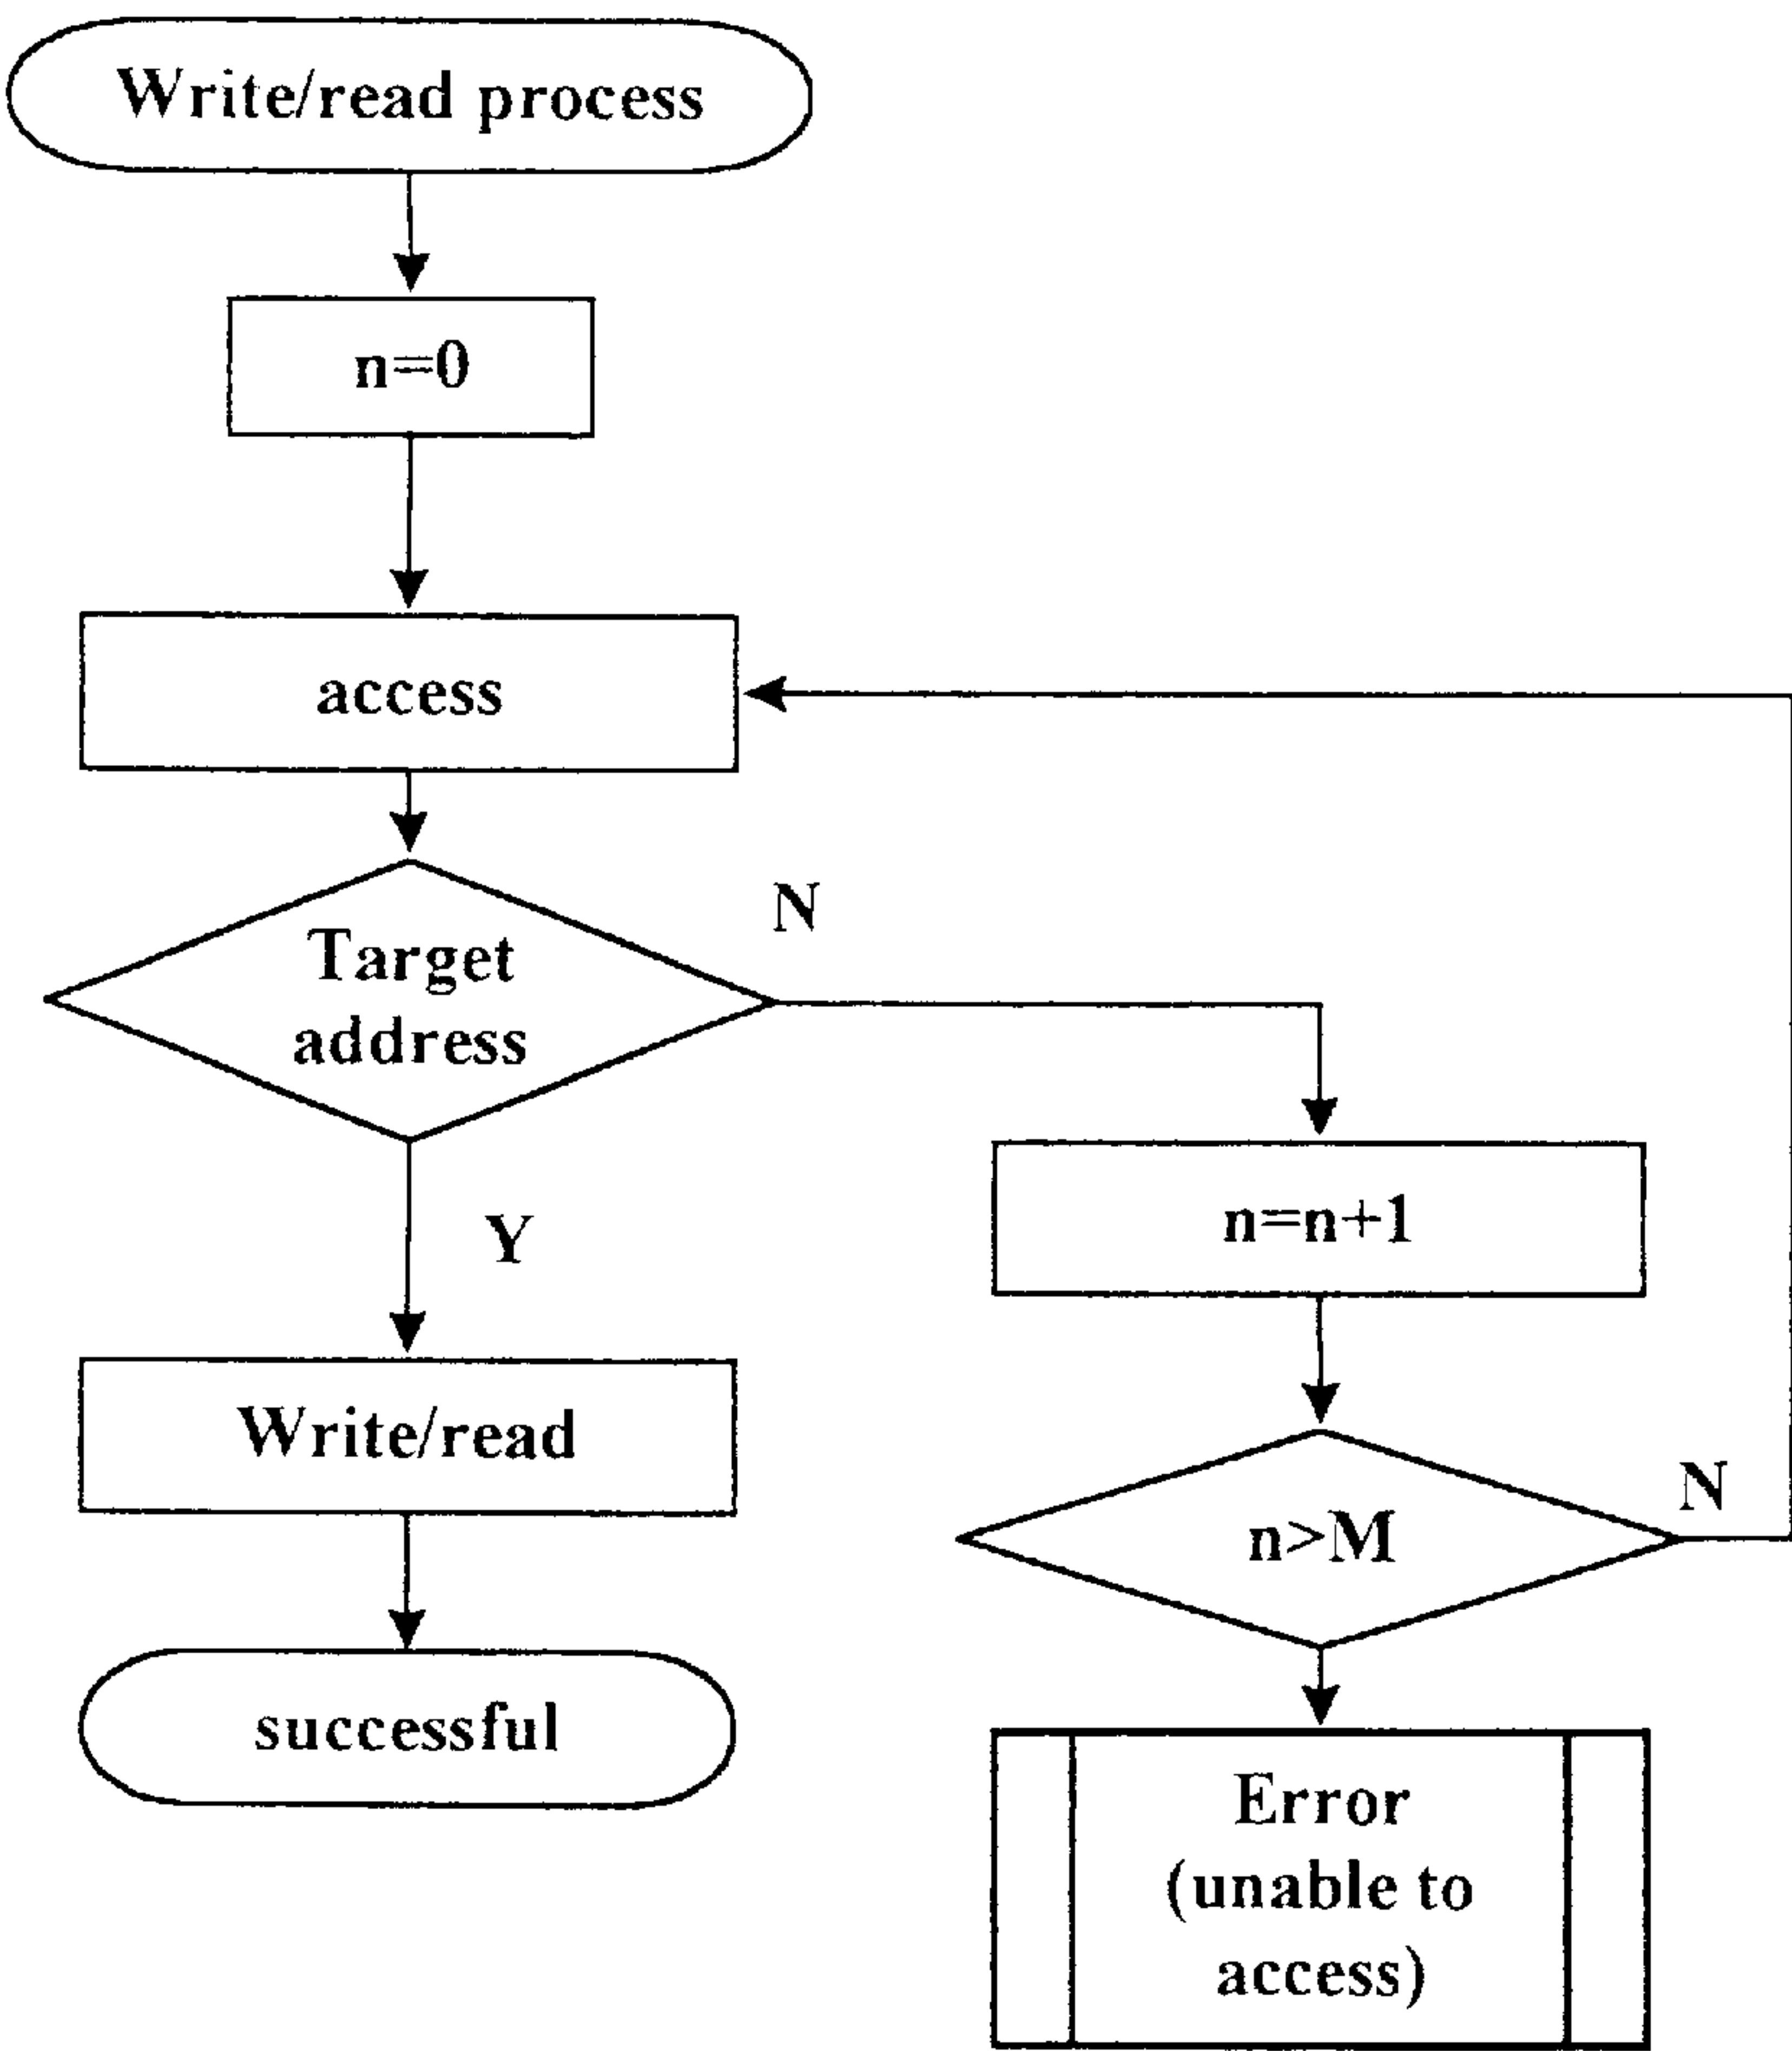 Write/read process
n=0
access
Target
address
N
Y
n=n+1
Write/read
n>M
N
successful
Error
(unable to
access)